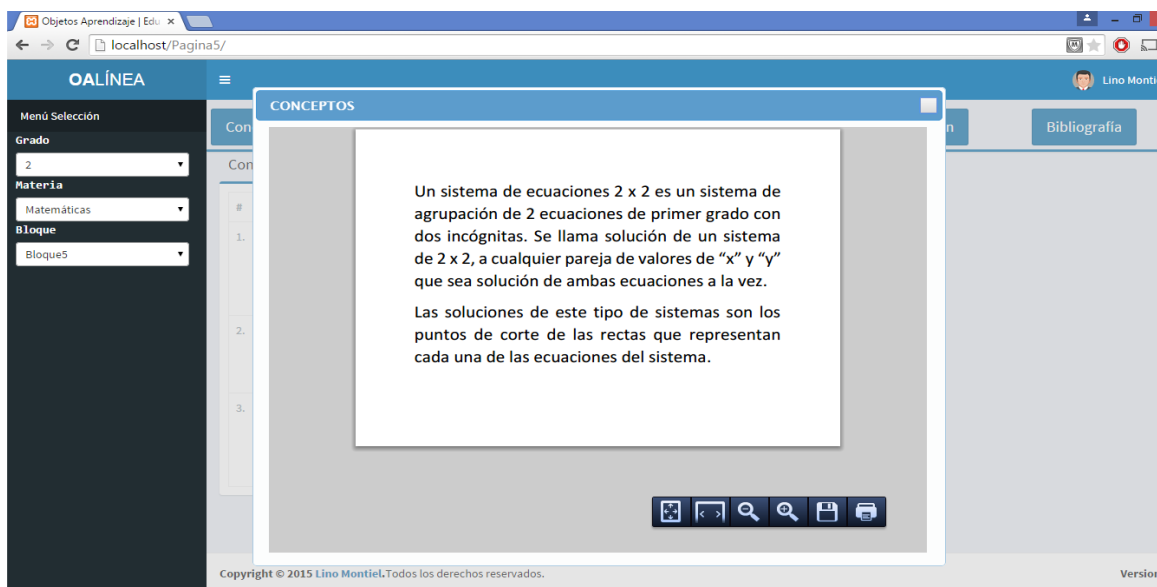 Objetos Aprendizaje | Edu
localhost/Pagina5/
OALÍNEA
Lino Monti
Menú Selección
Grado
2
Materia
Matemáticas
Bloque
Bloque5
CONCEPTOS
Con
n
Bibliografía
Con
#
1.
2.
3.
Un sistema de ecuaciones 2 x 2 es un sistema de
agrupación de 2 ecuaciones de primer grado con
dos incógnitas. Se llama solución de un sistema
de 2 x 2, a cualquier pareja de valores de “x” y “y”
que sea solución de ambas ecuaciones a la vez.
Las soluciones de este tipo de sistemas son los
puntos de corte de las rectas que representan
cada una de las ecuaciones del sistema.
Copyright © 2015 Lino Montiel.Todos los derechos reservados.
Version